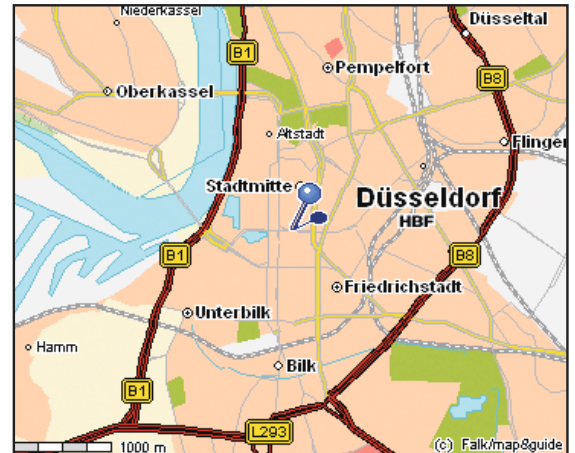 Niederkassel
Düsseltal
B1
Pempelfort
B8
Oberkassel
Altstadt
Flinger
Stadtmitte
Düsseldorf
HBF
B1
B8
Friedrichstadt
Unterbilk
Hamm
Bilk
B1
L293
1000 m
(c) Falk/map&guide